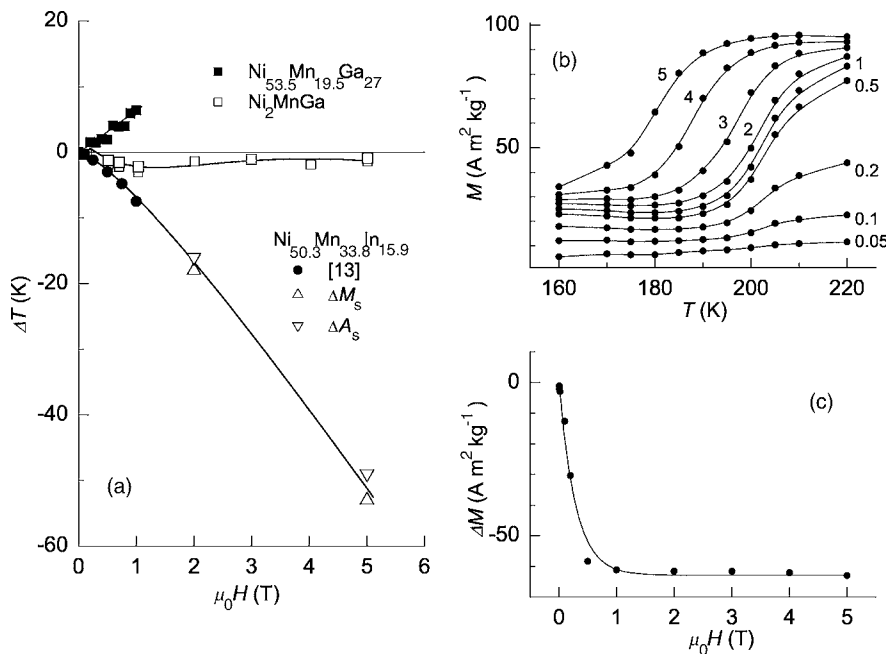 20
10
0
-20
-40
-60
ΔT (K)
Ni53.5Mn19.5Ga27
Ni2MnGa
Ni50.3Mn33.8In15.9
[13]
ΔMs
ΔAs
(a)
0 1 2 3 4 5 6
μ0H (T)
100
50
0
M (A m² kg⁻¹)
(b)
5
4
3
2
1
0.5
0.2
0.1
0.05
160 180 200 220
T (K)
0
-50
ΔM (A m² kg⁻¹)
(c)
0 1 2 3 4 5
μ0H (T)